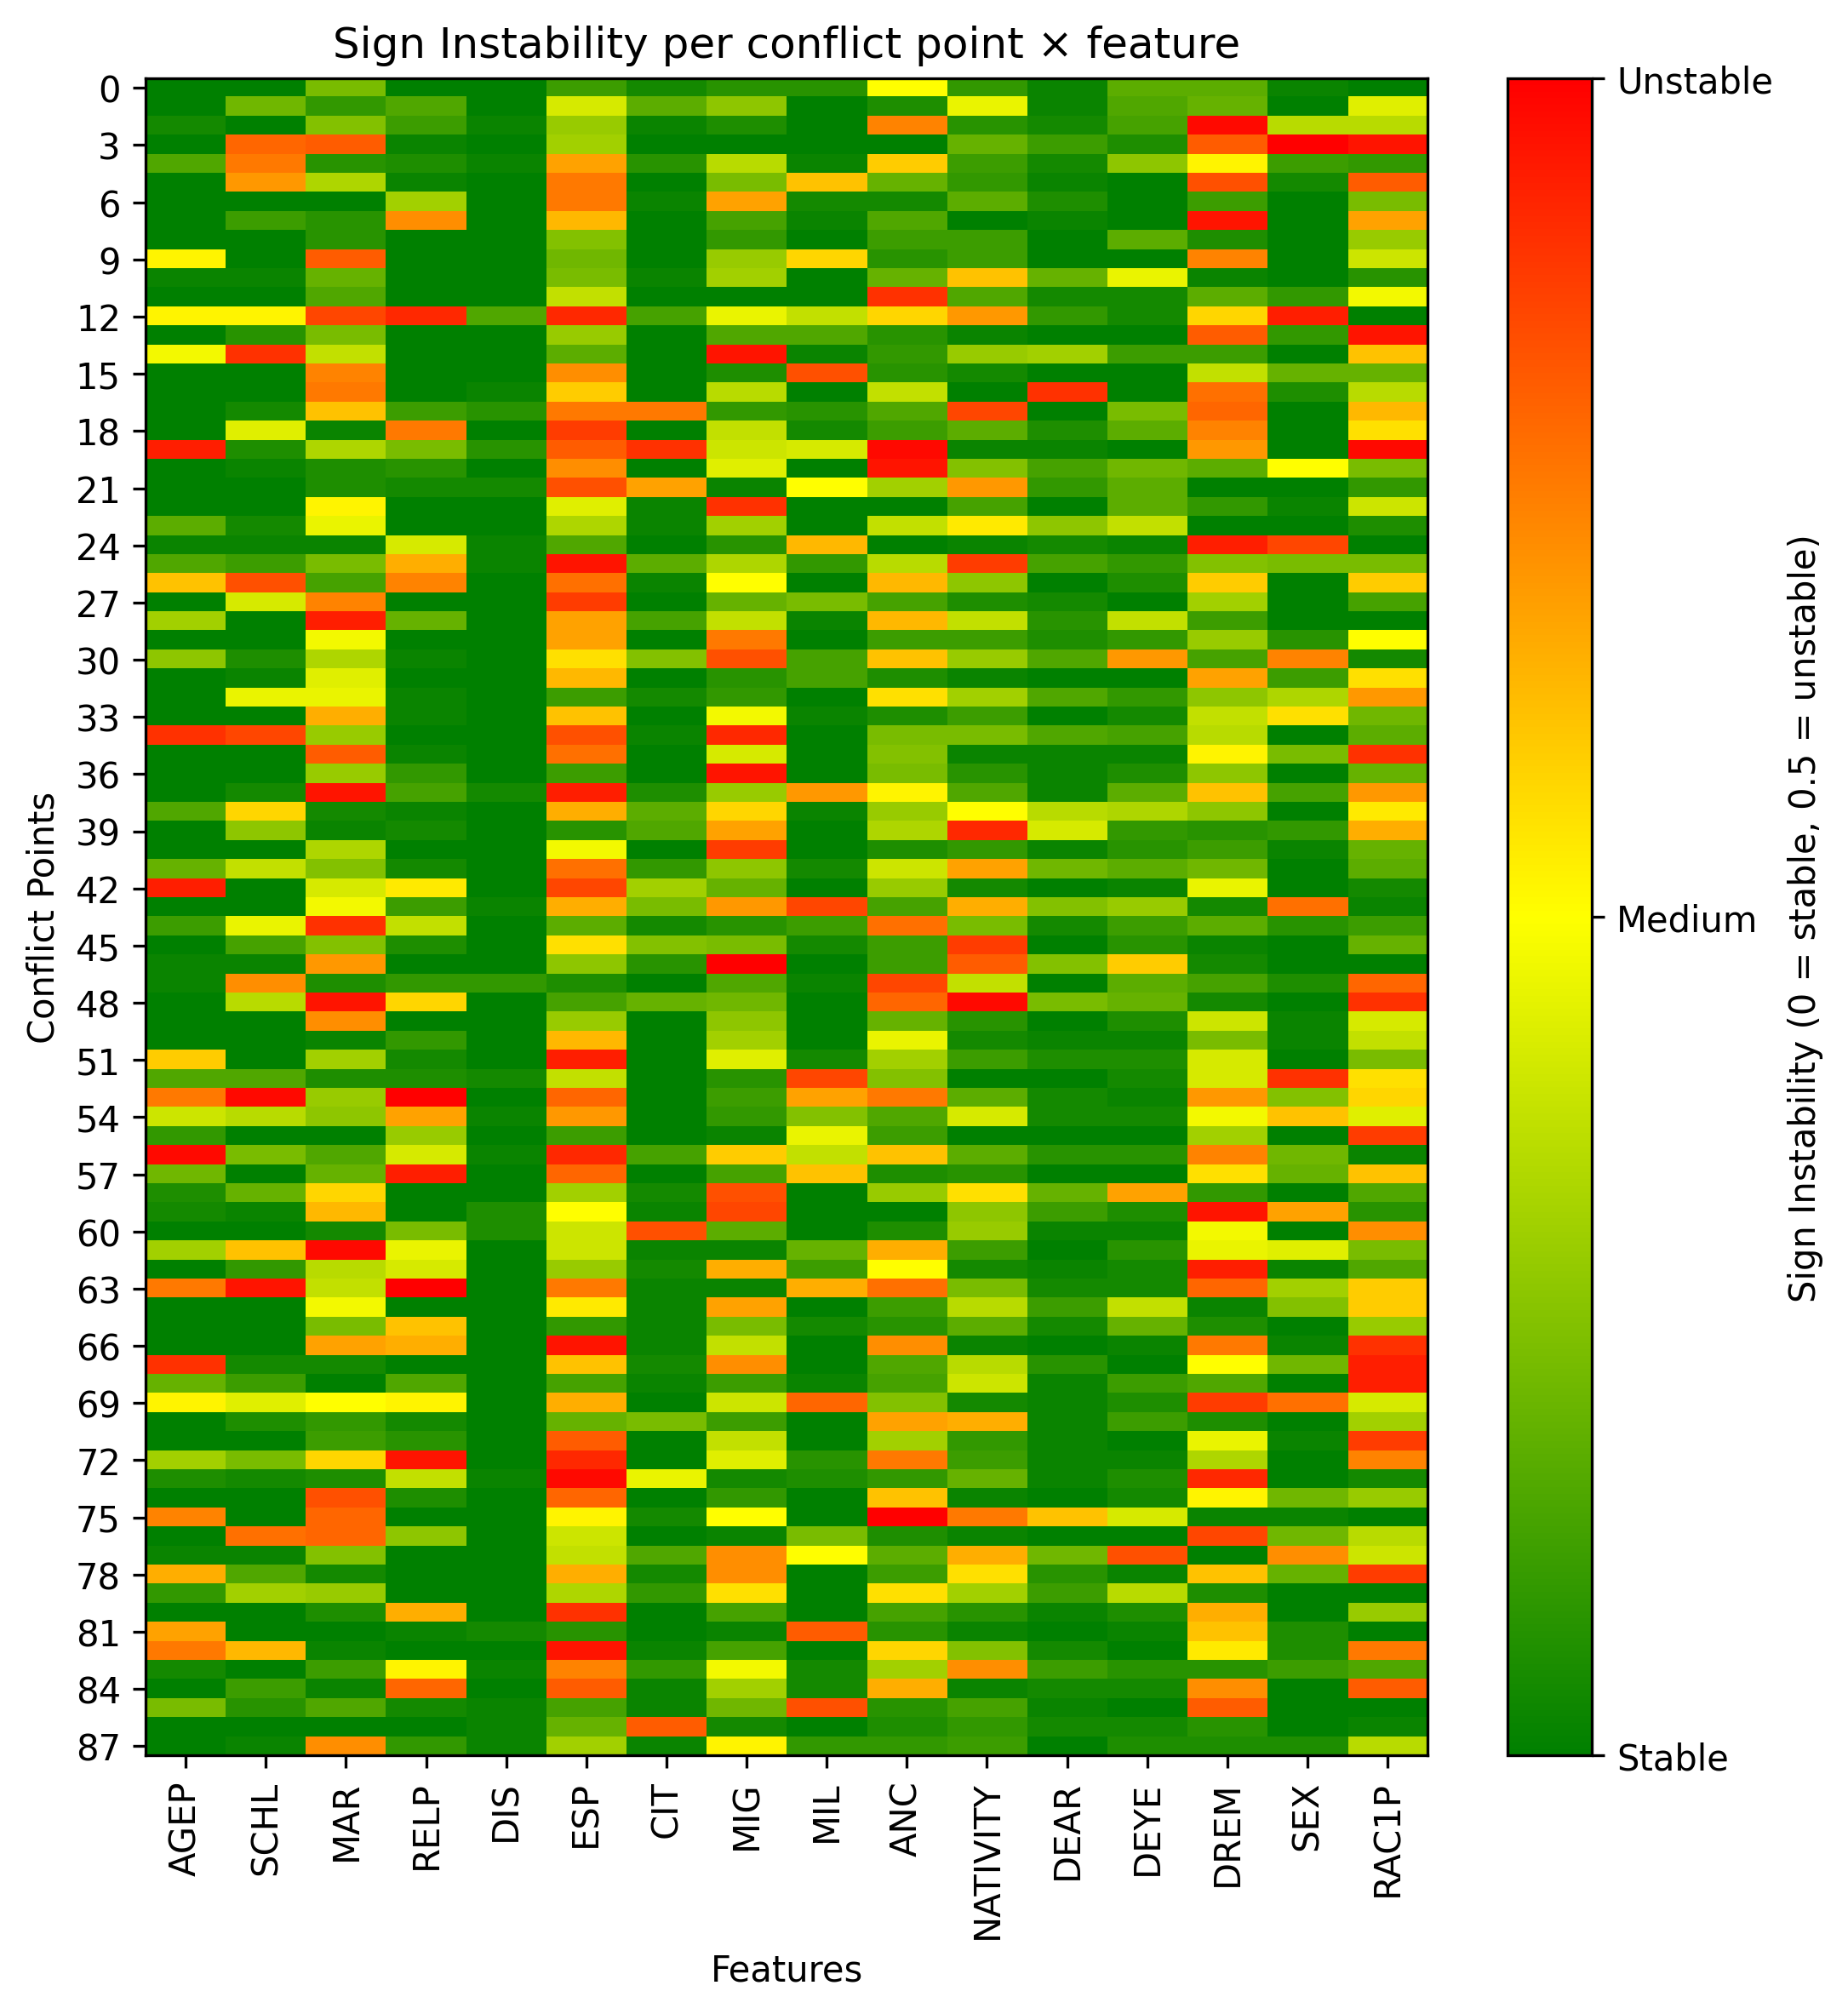 Sign Instability per conflict point × feature
0
3
6
9
12
15
18
21
24
27
30
33
36
39
42
45
48
51
54
57
60
63
66
69
72
75
78
81
84
87
Conflict Points
AGEP
SCHL
MAR
RELP
DIS
ESP
CIT
MIG
MIL
ANC
NATIVITY
DEAR
DEYE
DREM
SEX
RAC1P
Features
Unstable
Medium
Stable
Sign Instability (0 = stable, 0.5 = unstable)